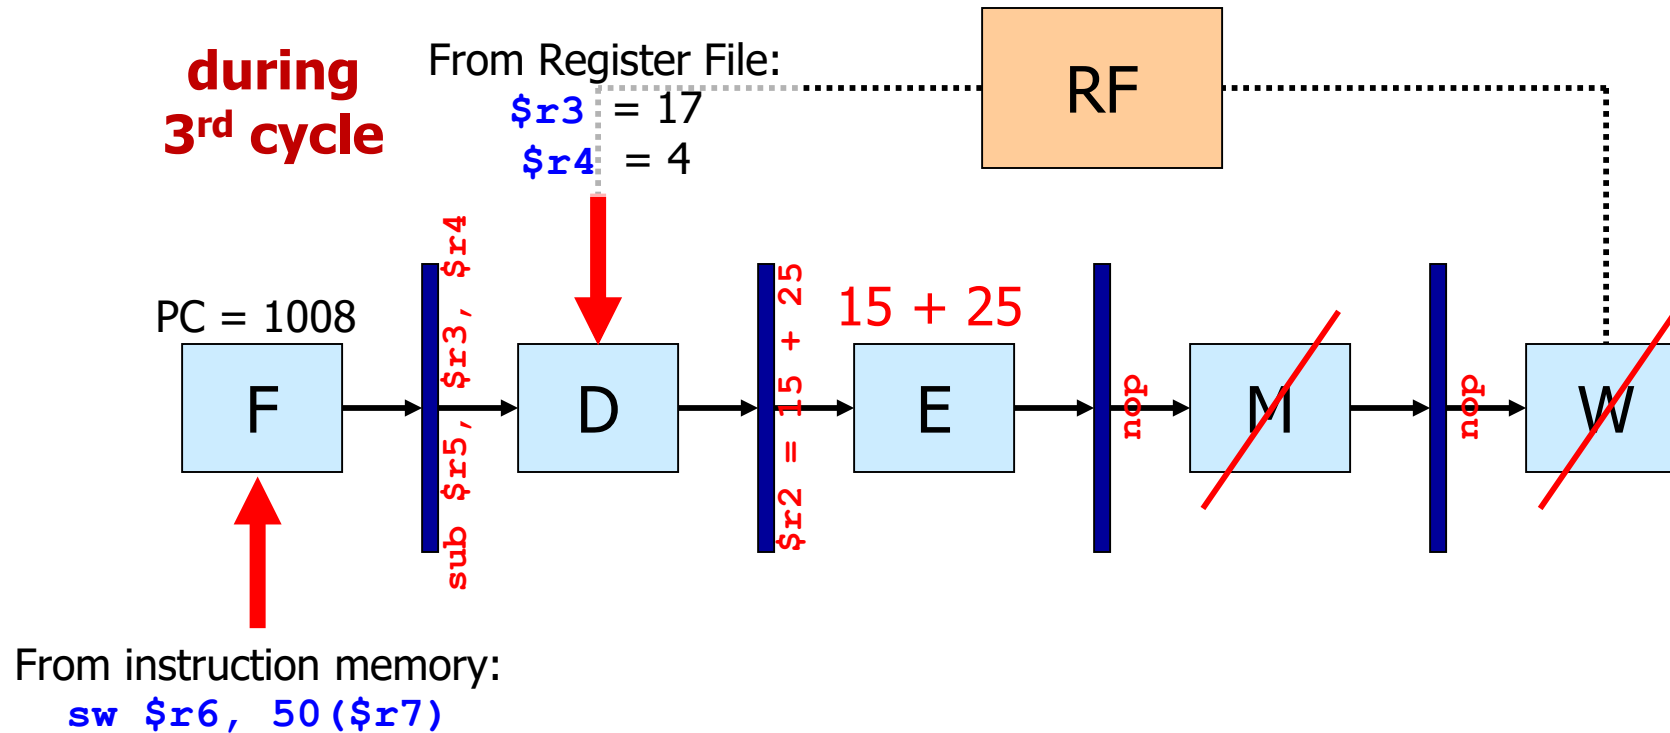 during
3rd cycle
From Register File:
$r3 = 17
$r4 = 4
RF
PC = 1008
F
sub $r5, $r3, $r4
D
$r2 = 15 + 25
15 + 25
E
nop
M
nop
W
From instruction memory:
sw $r6, 50($r7)